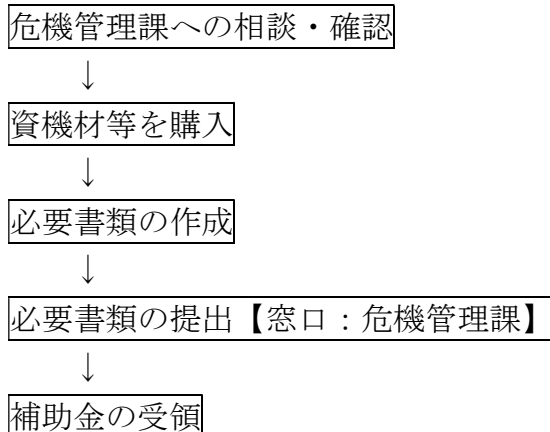 危機管理課への相談・確認
↓
資機材等を購入
↓
必要書類の作成
↓
必要書類の提出【窓口：危機管理課】
↓
補助金の受領